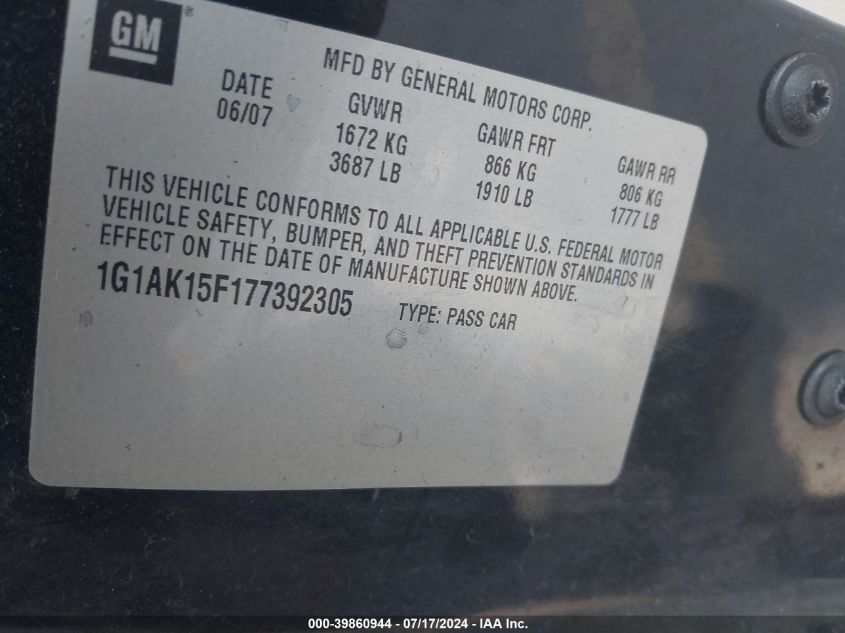 GM®
MFD BY GENERAL MOTORS CORP.
DATE GVWR GAWR FRT GAWR RR
06/07 1672 KG 866 KG 806 KG
3687 LB 1910 LB 1777 LB
THIS VEHICLE CONFORMS TO ALL APPLICABLE U.S. FEDERAL MOTOR
VEHICLE SAFETY, BUMPER, AND THEFT PREVENTION STANDARDS IN
EFFECT ON THE DATE OF MANUFACTURE SHOWN ABOVE.
1G1AK15F177392305 TYPE: PASS CAR
000-39860944 - 07/17/2024 - IAA Inc.